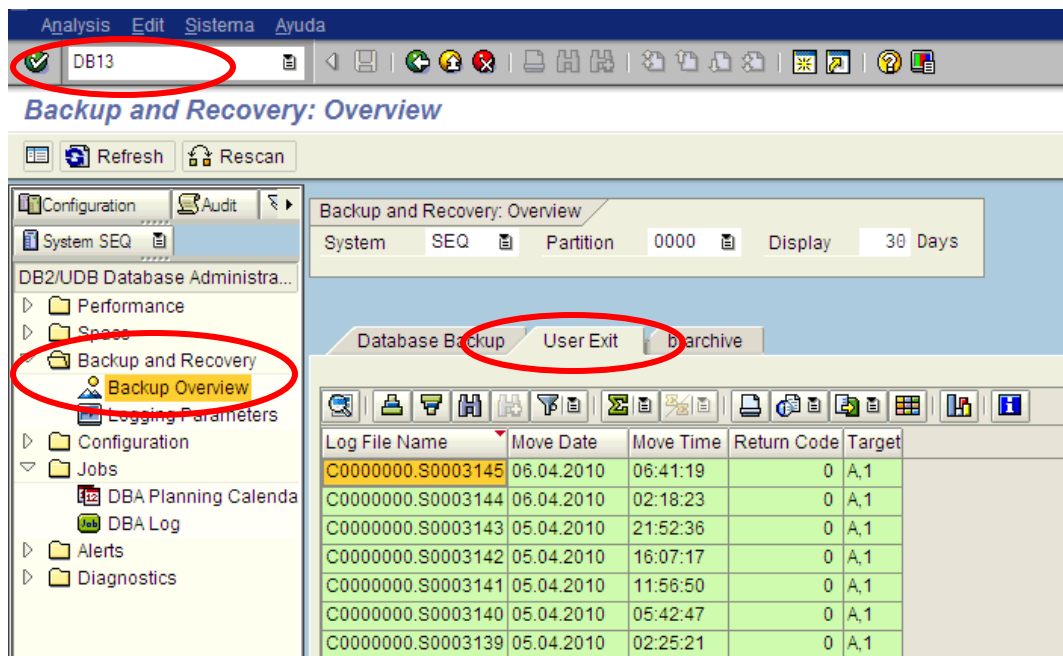 Analysis Edit Sistema Ayuda
DB13
Backup and Recovery: Overview
Refresh Rescan
Configuration Audit
System SEQ
DB2/UDB Database Administra...
Performance
Space
Backup and Recovery
Backup Overview
Logging Parameters
Configuration
Jobs
DBA Planning Calenda
Job DBA Log
Alerts
Diagnostics
Backup and Recovery: Overview
System SEQ Partition 0000 Display 30 Days
Database Backup User Exit brarchive
Log File Name Move Date Move Time Return Code Target
C0000000.S0003145 06.04.2010 06:41:19 0 A,1
C0000000.S0003144 06.04.2010 02:18:23 0 A,1
C0000000.S0003143 05.04.2010 21:52:36 0 A,1
C0000000.S0003142 05.04.2010 16:07:17 0 A,1
C0000000.S0003141 05.04.2010 11:56:50 0 A,1
C0000000.S0003140 05.04.2010 05:42:47 0 A,1
C0000000.S0003139 05.04.2010 02:25:21 0 A,1